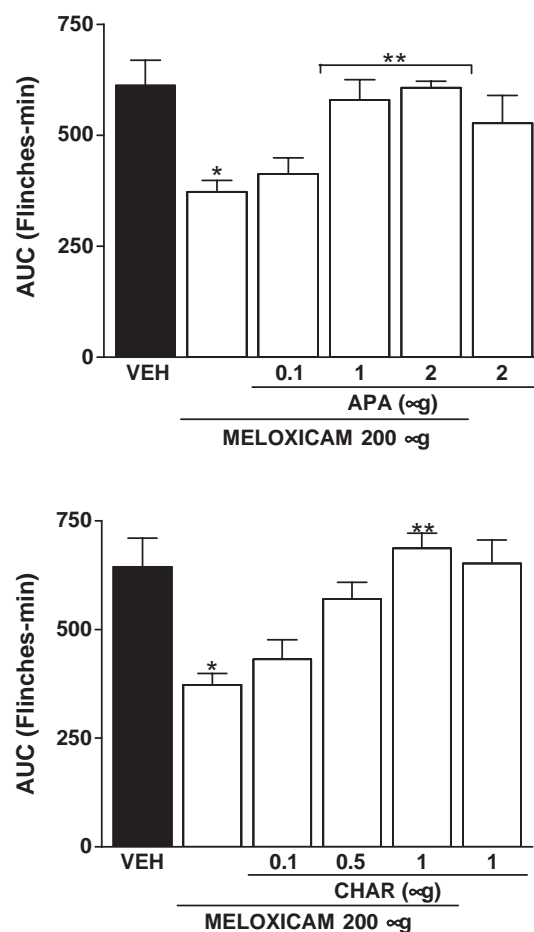 750
**
500
*
250
0
AUC (Flinches-min)
VEH 0.1 1 2 2
APA (∝g)
MELOXICAM 200 ∝g
750
**
500
*
250
0
AUC (Flinches-min)
VEH 0.1 0.5 1 1
CHAR (∝g)
MELOXICAM 200 ∝g